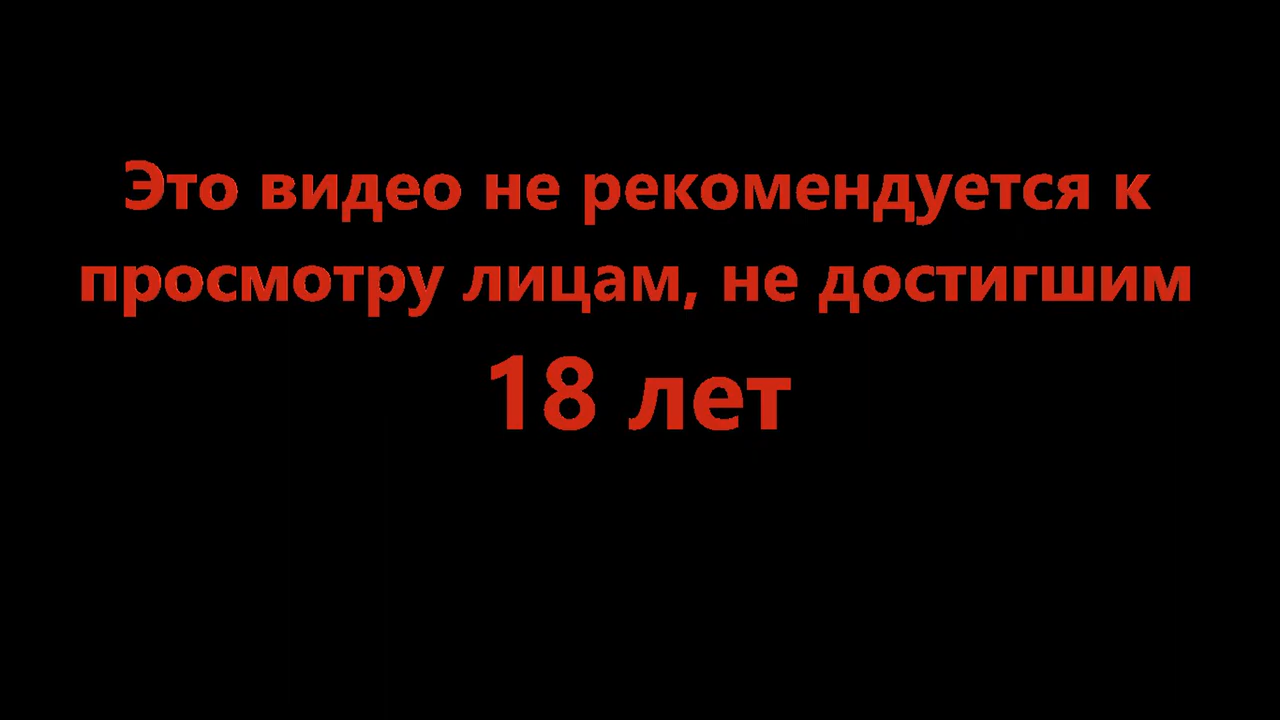 Это видео не рекомендуется к
просмотру лицам, не достигшим
18 лет